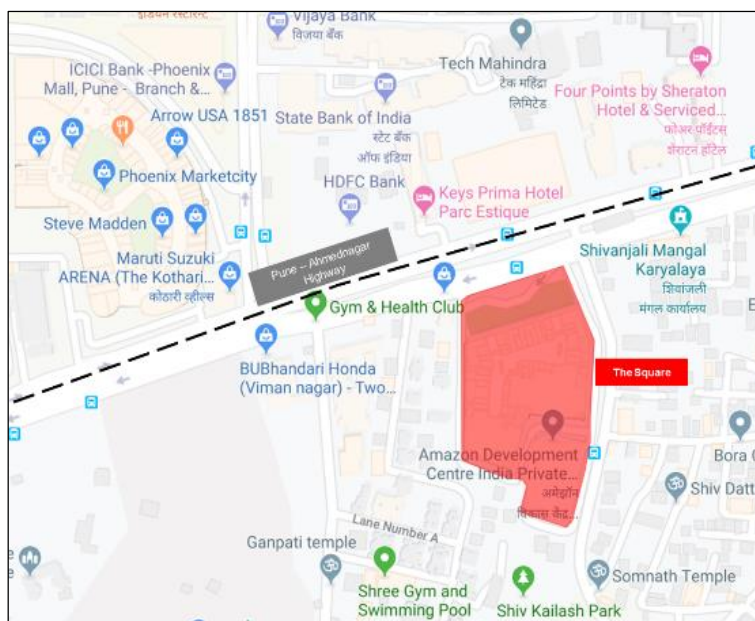 Vijaya Bank
विजया बँक
Tech Mahindra
टेक महिंद्रा
लिमिटेड
ICICI Bank -Phoenix
Mall, Pune - Branch &...
State Bank of India
स्टेट बँक
ऑफ इंडिया
Four Points by Sheraton
Hotel & Serviced...
फोअर पॉईंट्स
शेराटन हॉटेल
Arrow USA 1851
Phoenix Marketcity
HDFC Bank
Keys Prima Hotel
Parc Estique
Steve Madden
Shivanjali Mangal
Karyalaya
शिवांजली
मंगल कार्यालय
Maruti Suzuki
ARENA (The Kothari...
कोठारी व्हील्स
Pune – Ahmednagar
Highway
Gym & Health Club
BUBhandari Honda
(Viman nagar) - Two...
The Square
Amazon Development
Centre India Private...
अमेझॉन
विकास केंद्र...
Bora
Shiv Datt
Lane Number A
Ganpati temple
Shree Gym and
Swimming Pool
Shiv Kailash Park
Somnath Temple